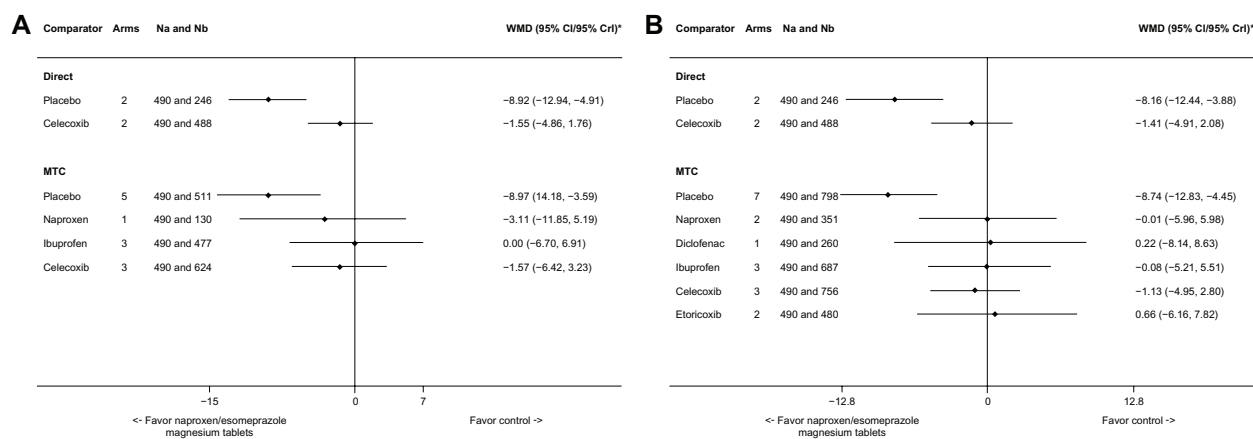 A
Comparator Arms Na and Nb WMD (95% CI/95% CrI)*
Direct
Placebo 2 490 and 246 −8.92 (−12.94, −4.91)
Celecoxib 2 490 and 488 −1.55 (−4.86, 1.76)
MTC
Placebo 5 490 and 511 −8.97 (14.18, −3.59)
Naproxen 1 490 and 130 −3.11 (−11.85, 5.19)
Ibuprofen 3 490 and 477 0.00 (−6.70, 6.91)
Celecoxib 3 490 and 624 −1.57 (−6.42, 3.23)
−15 0 7
<- Favor naproxen/esomeprazole Favor control ->
magnesium tablets
B
Comparator Arms Na and Nb WMD (95% CI/95% CrI)*
Direct
Placebo 2 490 and 246 −8.16 (−12.44, −3.88)
Celecoxib 2 490 and 488 −1.41 (−4.91, 2.08)
MTC
Placebo 7 490 and 798 −8.74 (−12.83, −4.45)
Naproxen 2 490 and 351 −0.01 (−5.96, 5.98)
Diclofenac 1 490 and 260 0.22 (−8.14, 8.63)
Ibuprofen 3 490 and 687 −0.08 (−5.21, 5.51)
Celecoxib 3 490 and 756 −1.13 (−4.95, 2.80)
Etoricoxib 2 490 and 480 0.66 (−6.16, 7.82)
−12.8 0 12.8
<- Favor naproxen/esomeprazole Favor control ->
magnesium tablets